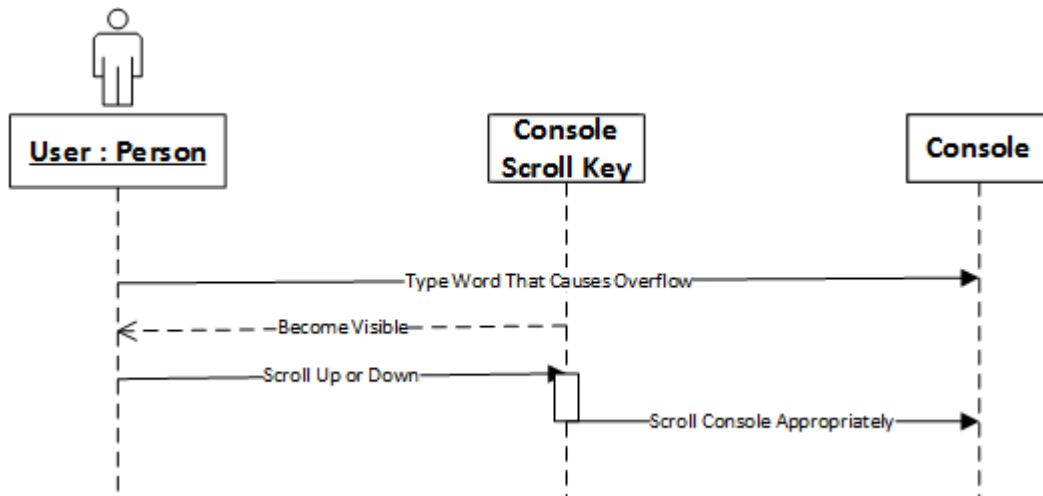 User : Person
Console
Scroll Key
Console
Type Word That Causes Overflow
Become Visible
Scroll Up or Down
Scroll Console Appropriately